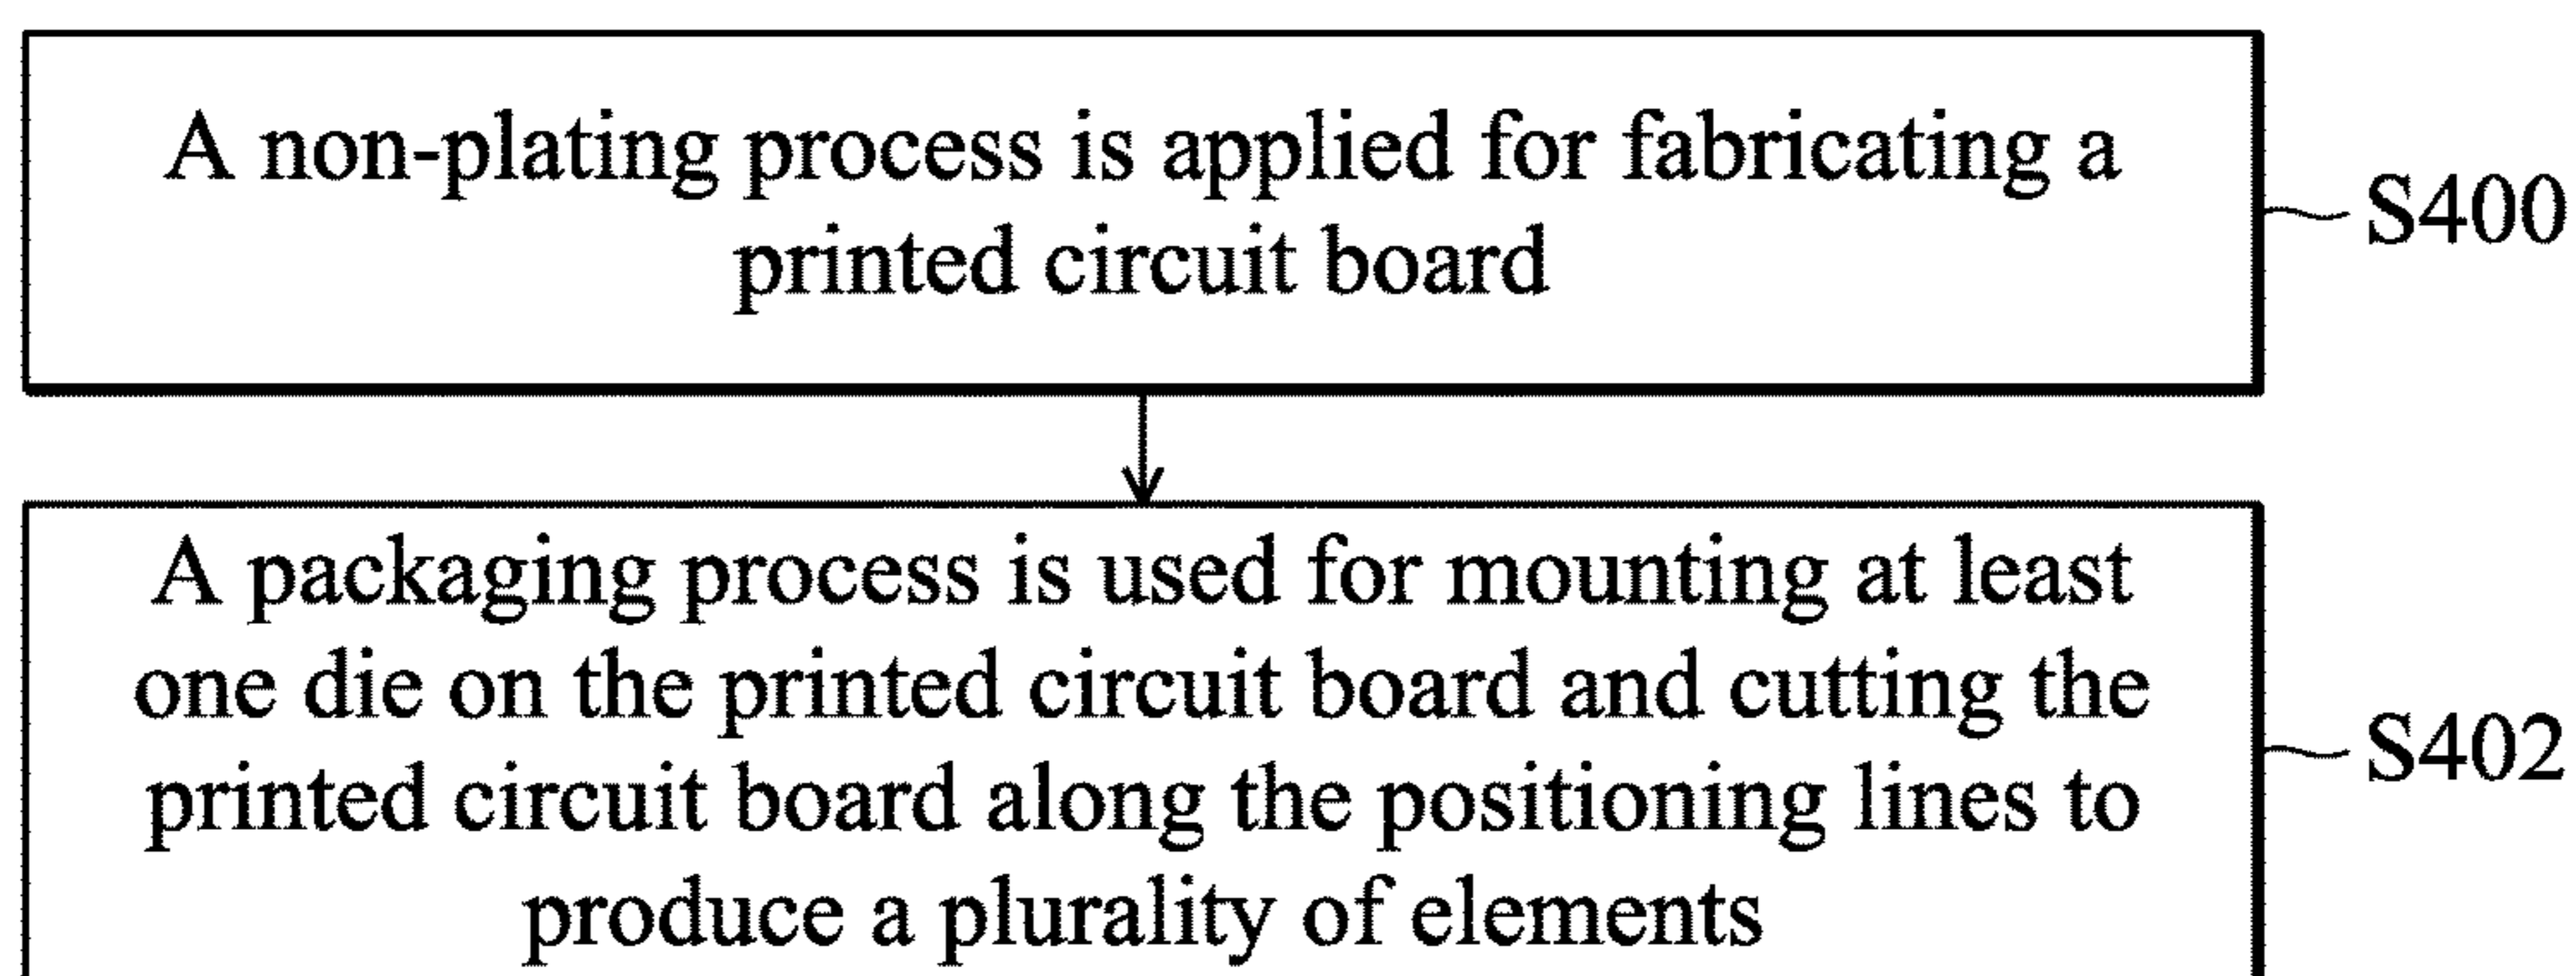 A non-plating process is applied for fabricating a
printed circuit board
S400
A packaging process is used for mounting at least
one die on the printed circuit board and cutting the
printed circuit board along the positioning lines to
produce a plurality of elements
S402